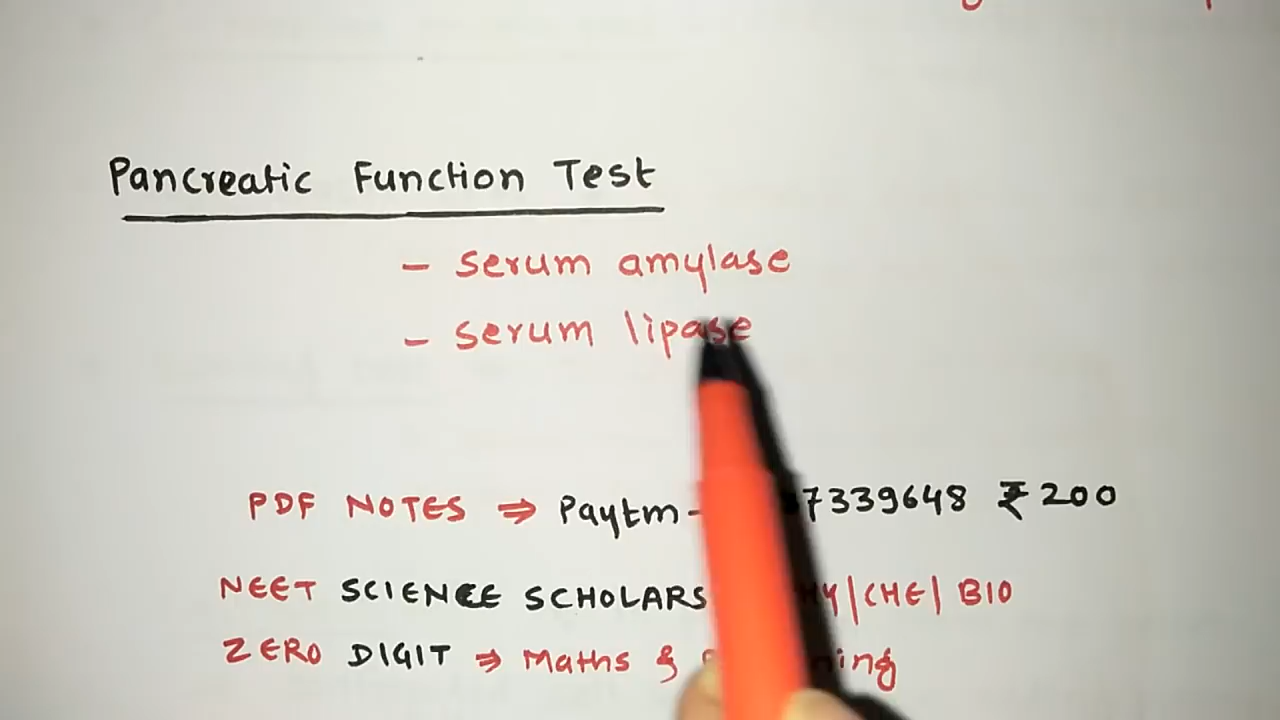 Pancreatic Function Test
- serum amylase
- serum lipase
PDF NOTES ⇒ Paytm- 7339648 ₹ 200
NEET SCIENCE SCHOLARS |CHE| BIO
ZERO DIGIT ⇒ Maths &